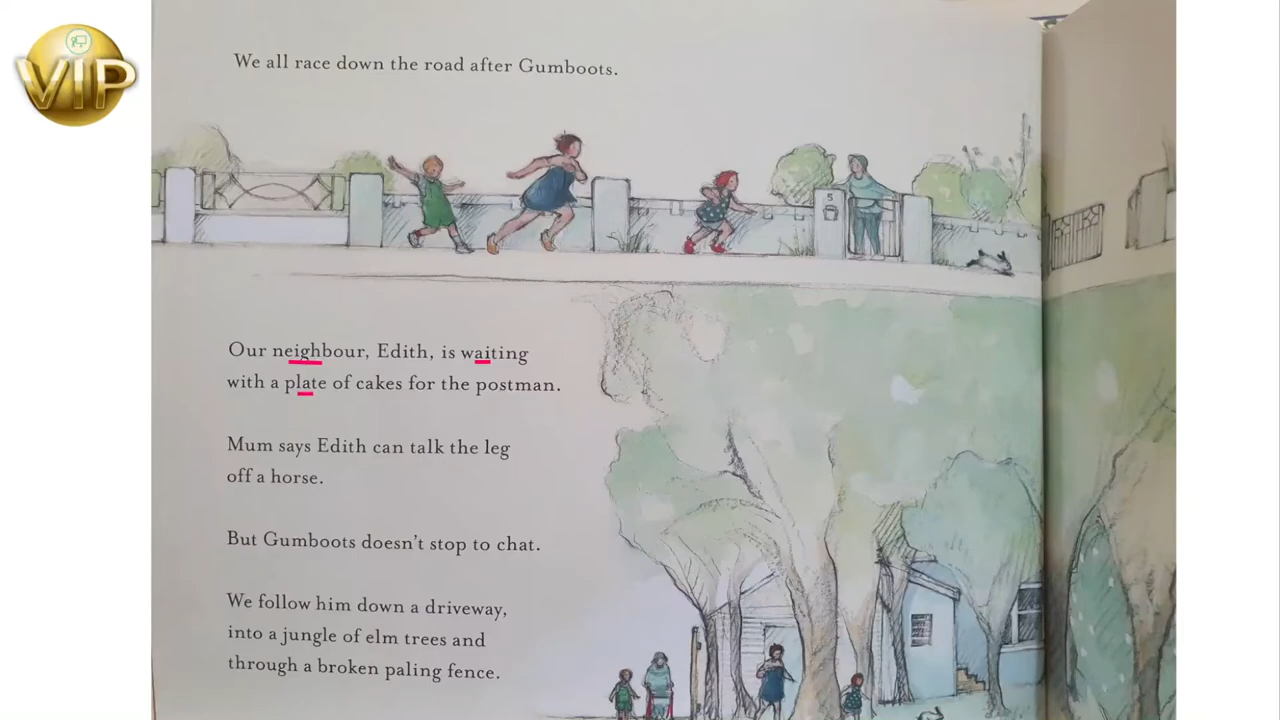 VIP
We all race down the road after Gumboots.
5
Our neighbour, Edith, is waiting
with a plate of cakes for the postman.
Mum says Edith can talk the leg
off a horse.
But Gumboots doesn't stop to chat.
We follow him down a driveway,
into a jungle of elm trees and
through a broken paling fence.